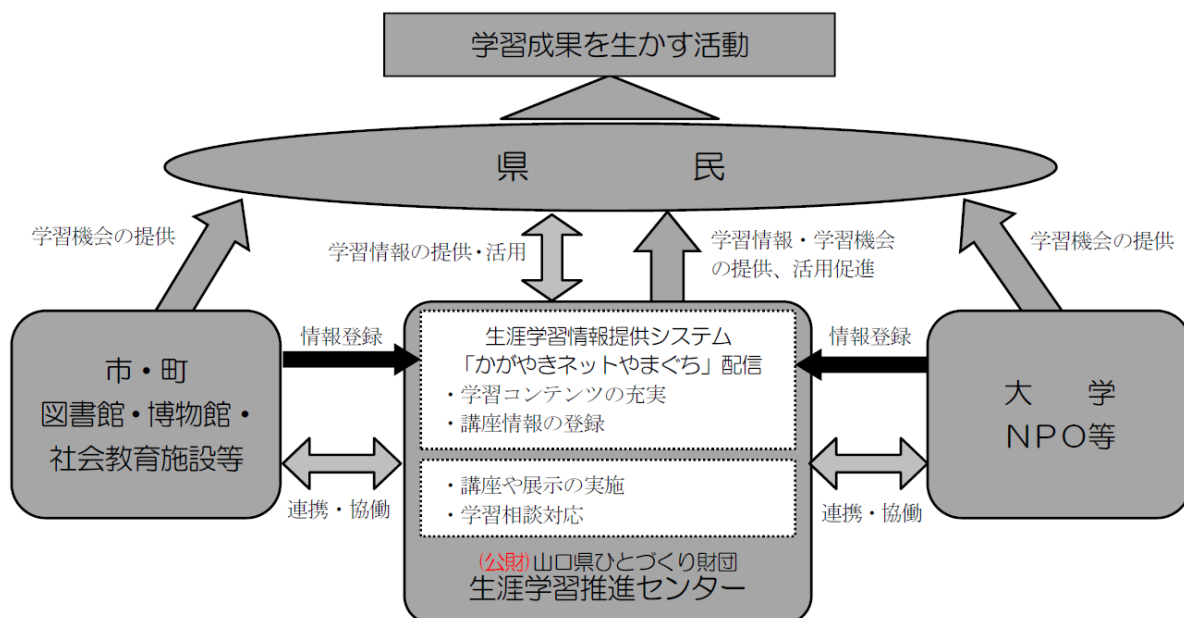 学習成果を生かす活動
県　民
学習機会の提供
学習情報の提供・活用
学習情報・学習機会
の提供、活用促進
学習機会の提供
市・町
図書館・博物館・
社会教育施設等
情報登録
連携・協働
生涯学習情報提供システム
「かがやきネットやまぐち」配信
・学習コンテンツの充実
・講座情報の登録
・講座や展示の実施
・学習相談対応
(公財)山口県ひとづくり財団
生涯学習推進センター
情報登録
連携・協働
大　学
NPO等